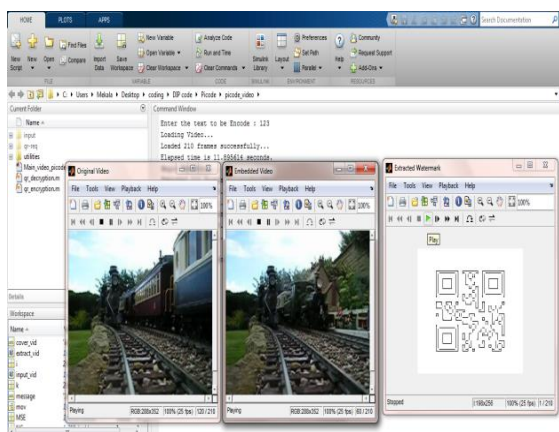 HOME PLOTS APPS
Search Documentation
New Script
New
Open
Find Files
Compare
Import Data
Save Workspace
New Variable
Open Variable
Clear Workspace
Analyze Code
Run and Time
Clear Commands
Simulink Library
Layout
Preferences
Set Path
Parallel
Help
Community
Request Support
Add-Ons
FILE VARIABLE CODE SIMULINK ENVIRONMENT RESOURCES
C: Users Mekala Desktop coding DIP code Picode picode_video
Current Folder
Command Window
Name
input
qr-req
utilities
Main_video_picode
qr_decryption.m
qr_encryption.m
Enter the text to be Encode : 123
Loading Video...
Loaded 210 frames successfully...
Elapsed time is 11.595614 seconds.
Original Video
File Tools View Playback Help
100%
Playing RGB:288x352 100% (25 fps) 120 / 210
Embedded Video
File Tools View Playback Help
100%
Playing RGB:288x352 100% (25 fps) 60 / 210
Extracted Watermark
File Tools View Playback Help
100%
Play
Stopped I:198x256 100% (25 fps) 1 / 210
Details
Workspace
Name
cover_vid
extract_vid
i
input_vid
k
message
mov
MSE